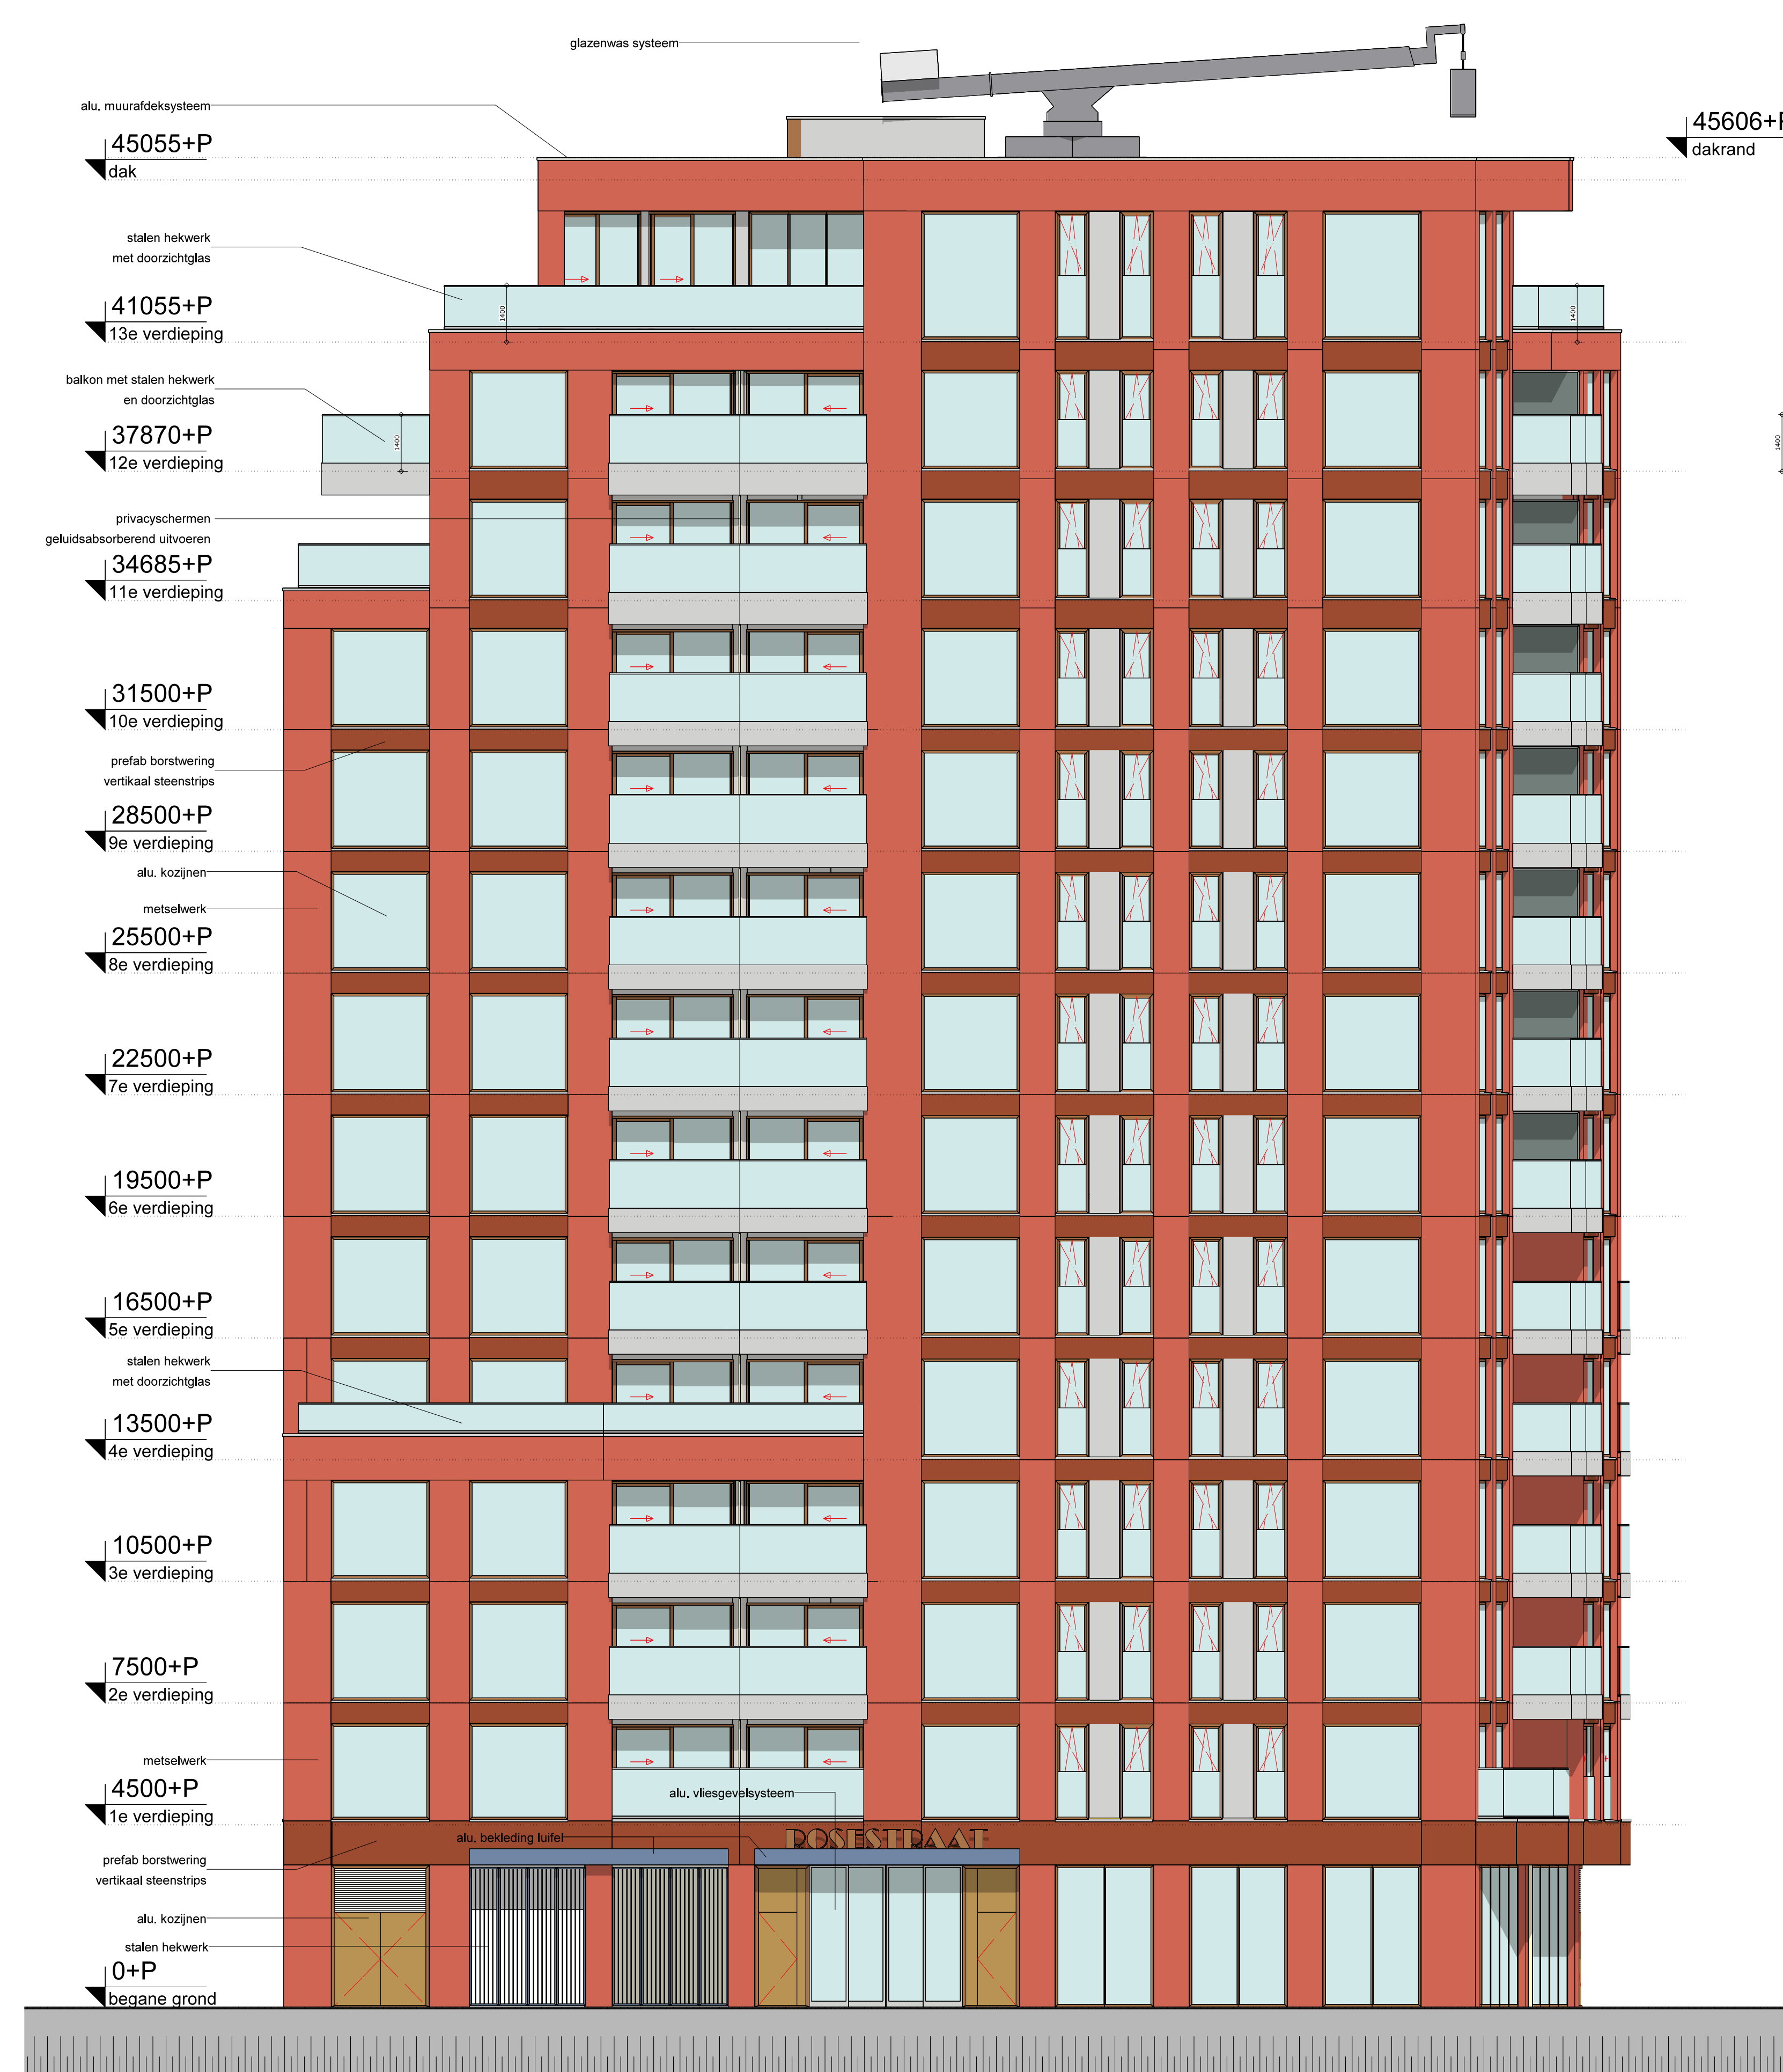 glazenwas systeem
alu. muurafdeksysteem
45055+P
dak
45606+P
dakrand
stalen hekwerk
met doorzichtglas
1400
1400
41055+P
13e verdieping
balkon met stalen hekwerk
en doorzichtglas
1400
1400
37870+P
12e verdieping
privacyschermen
geluidsabsorberend uitvoeren
34685+P
11e verdieping
31500+P
10e verdieping
prefab borstwering
vertikaal steenstrips
28500+P
9e verdieping
alu. kozijnen
metselwerk
25500+P
8e verdieping
22500+P
7e verdieping
19500+P
6e verdieping
16500+P
5e verdieping
stalen hekwerk
met doorzichtglas
13500+P
4e verdieping
10500+P
3e verdieping
7500+P
2e verdieping
metselwerk
4500+P
1e verdieping
alu. vliesgevelsysteem
alu. bekleding luifel
ROSESTRAAT
prefab borstwering
vertikaal steenstrips
alu. kozijnen
stalen hekwerk
0+P
begane grond